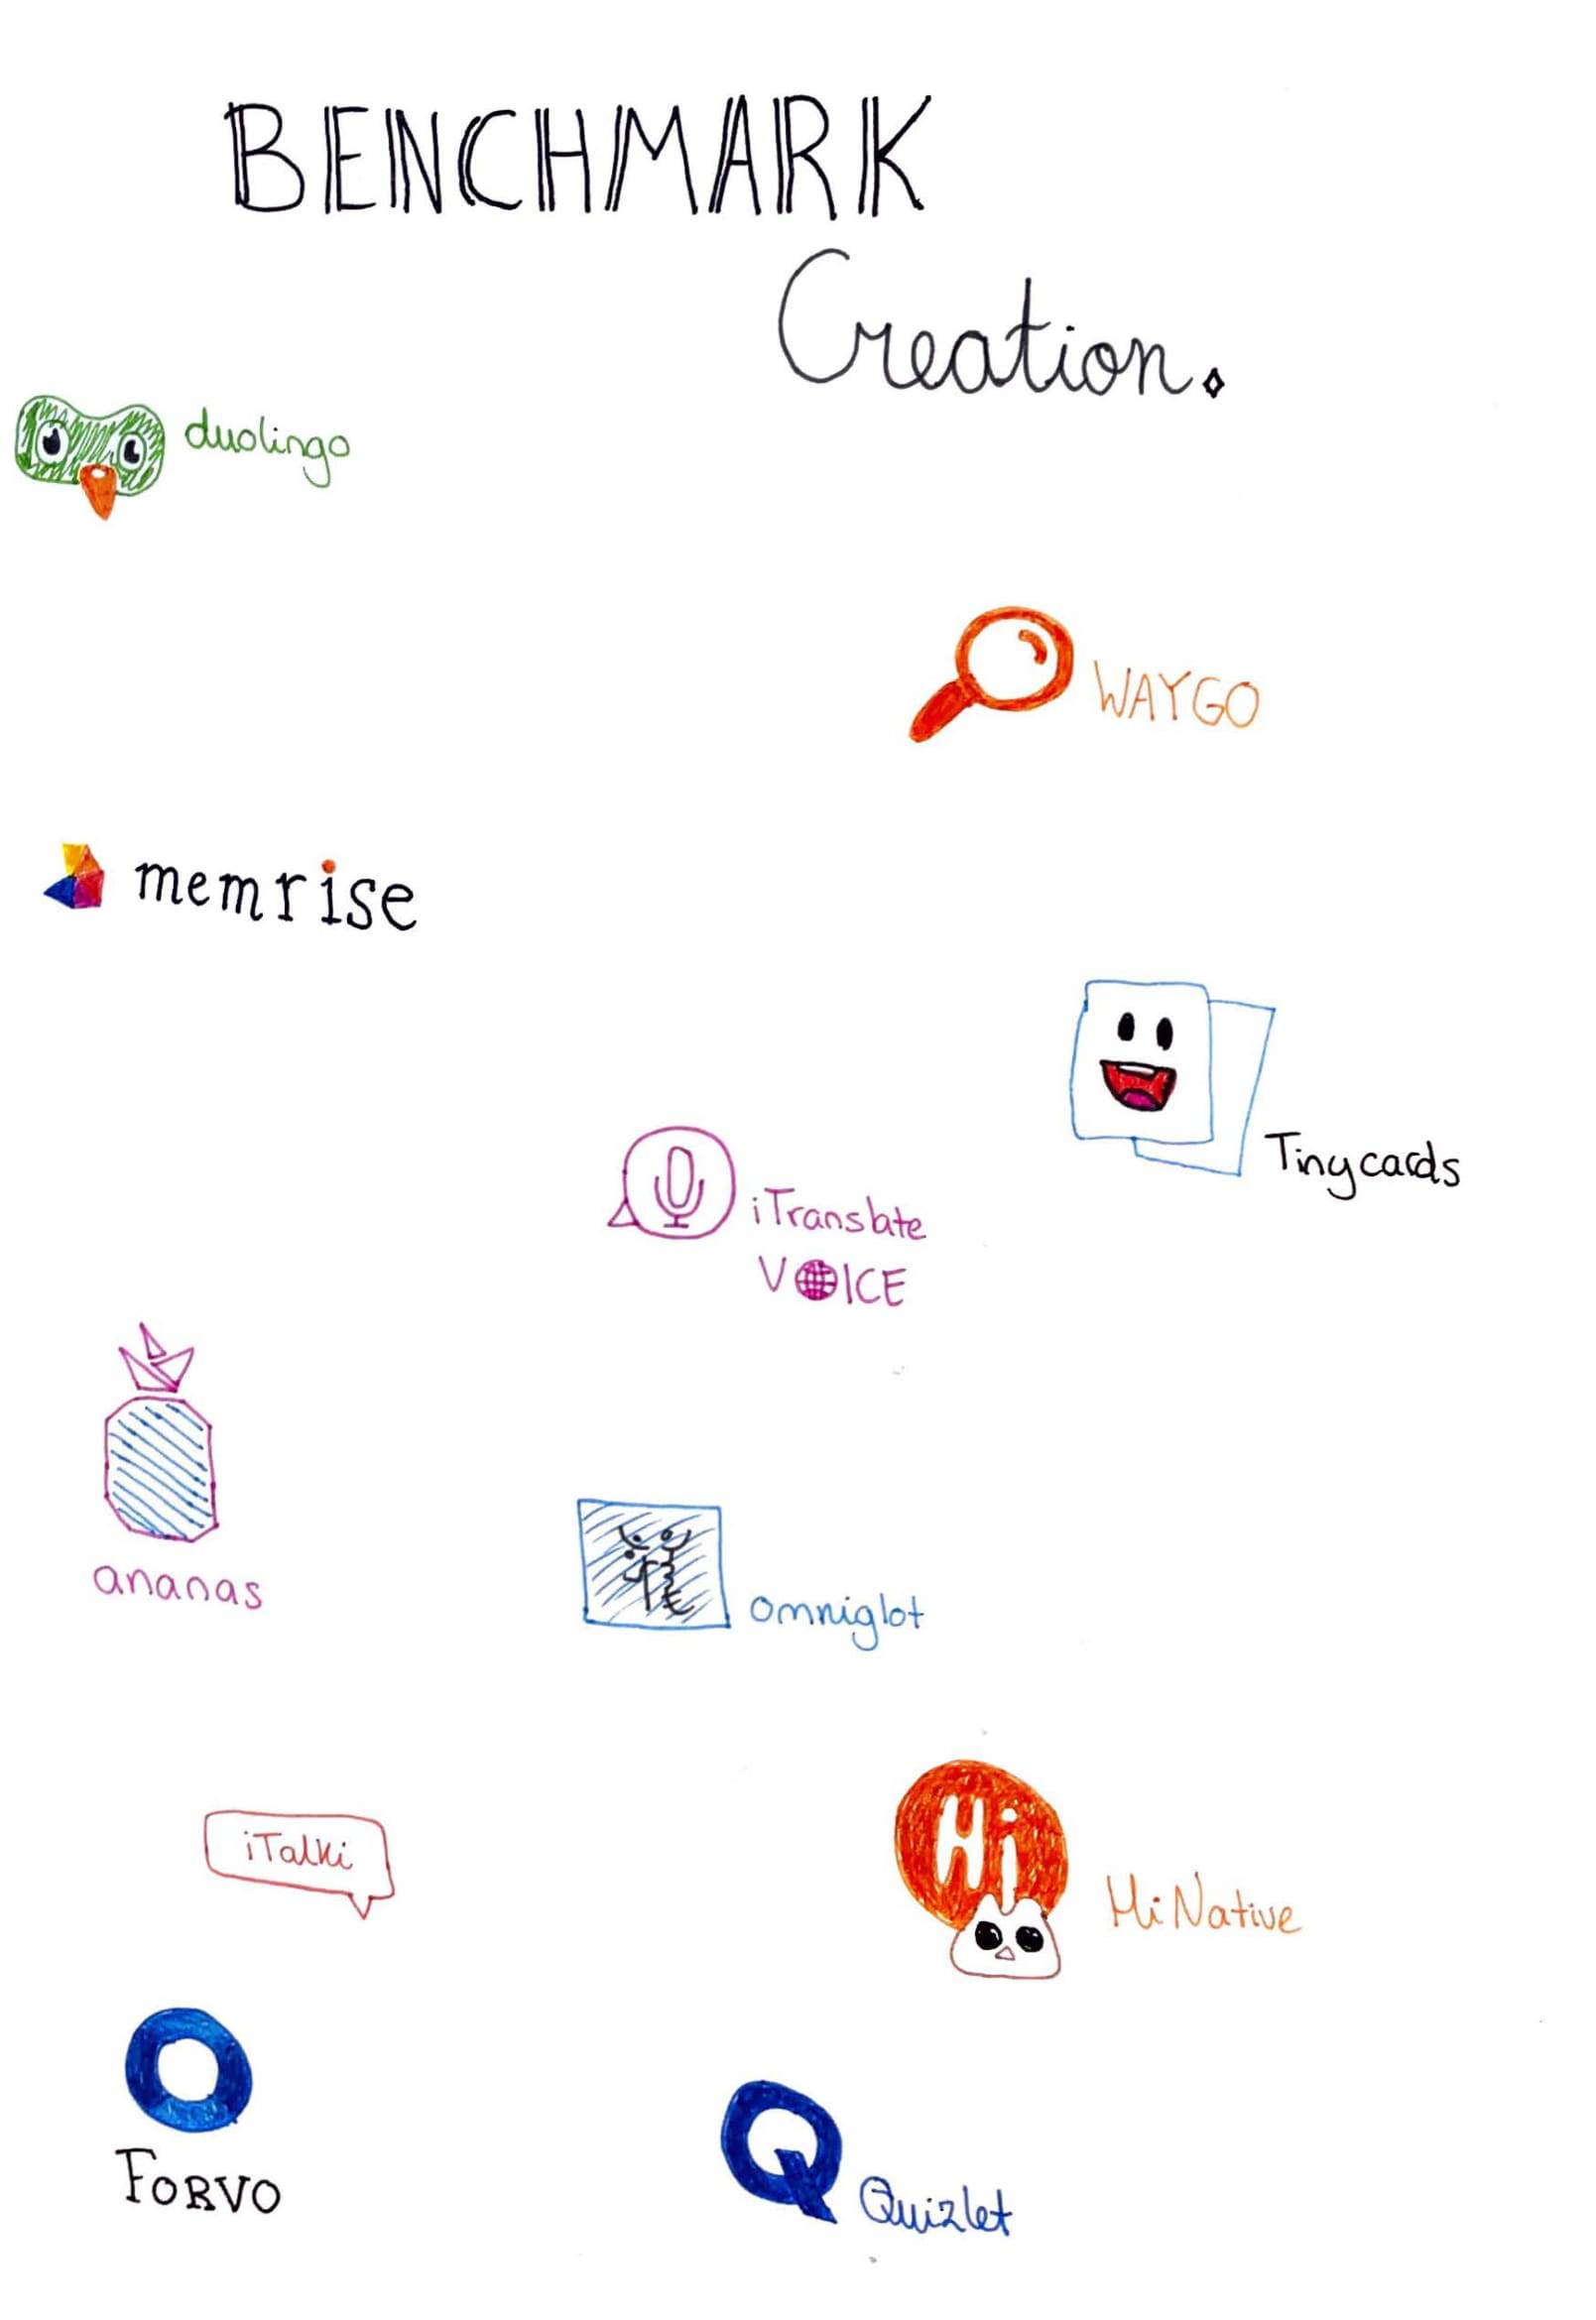 BENCHMARK
Creation.
duolingo
WAYGO
memrise
Tinycards
iTranslate
VOICE
ananas
omniglot
iTalki
Hi
HiNative
FORVO
Q
Quizlet